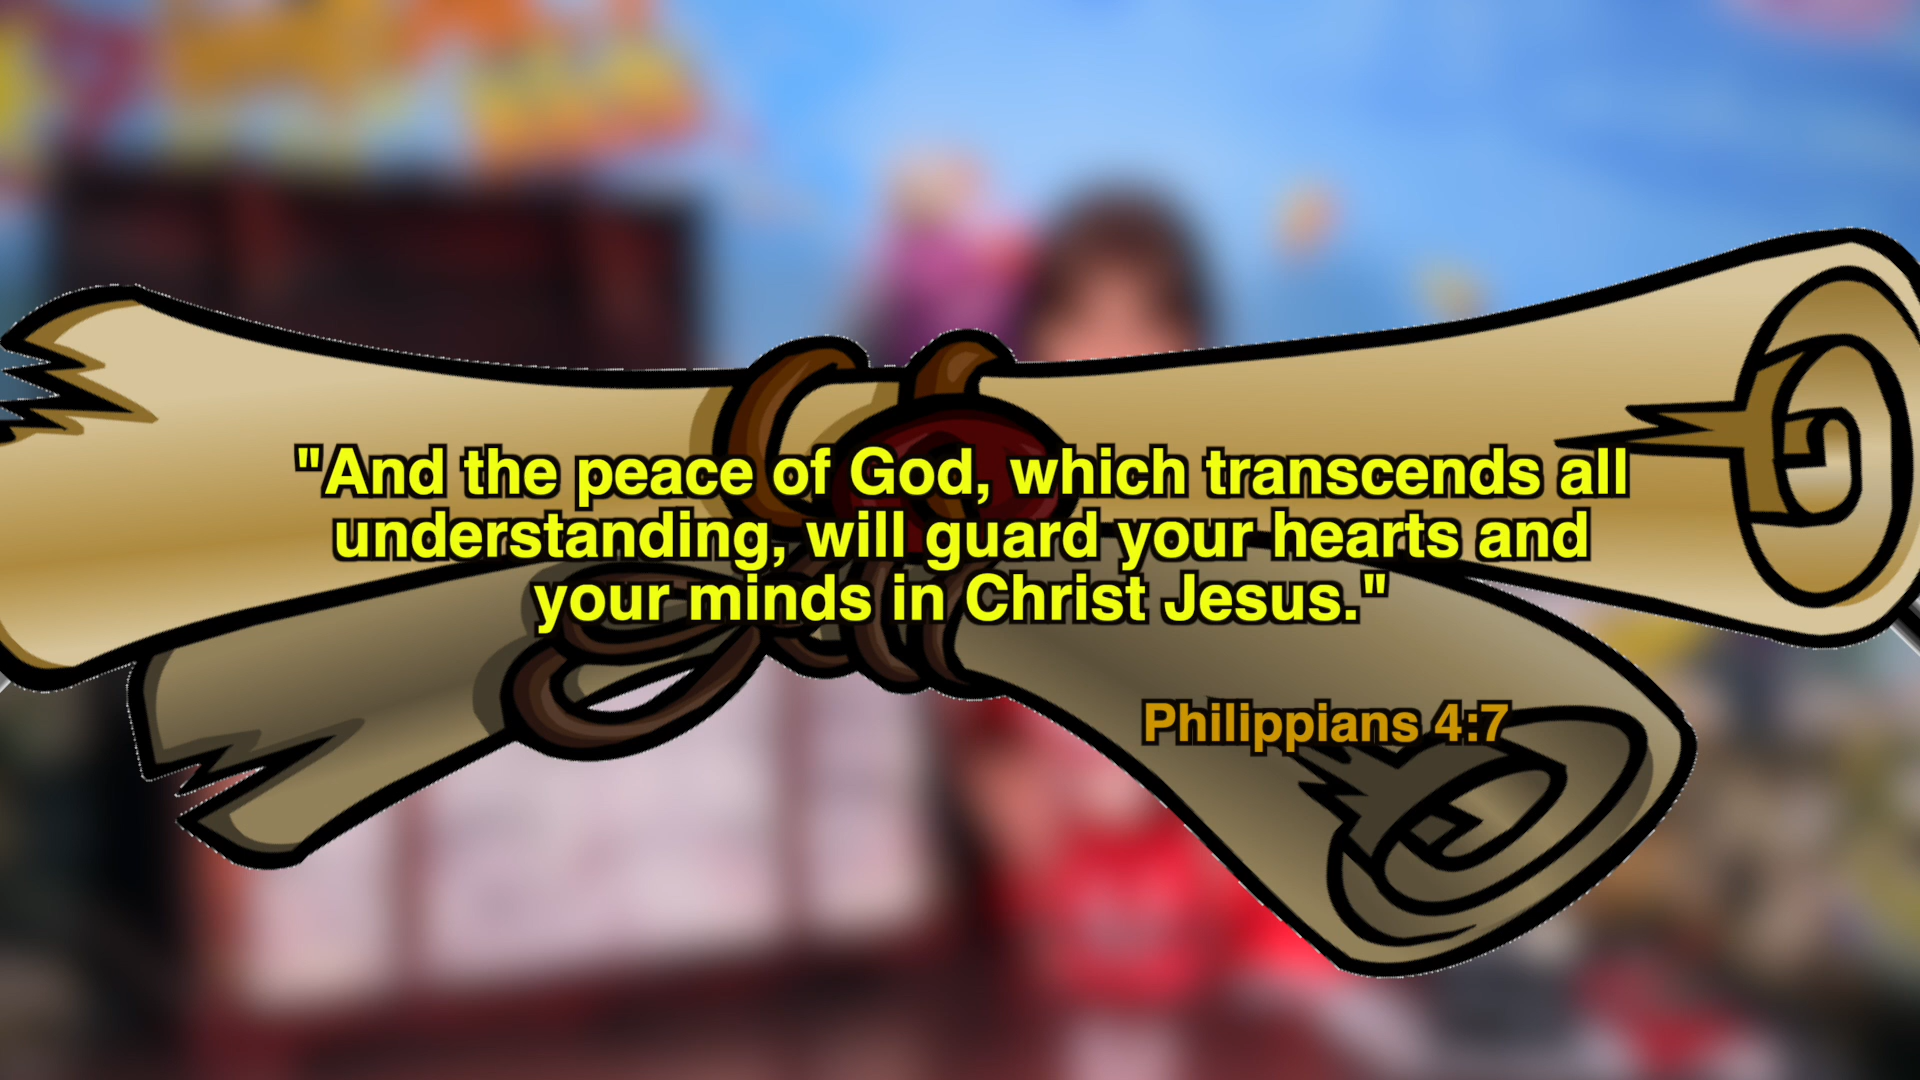 "And the peace of God, which transcends all
understanding, will guard your hearts and
your minds in Christ Jesus."
Philippians 4:7